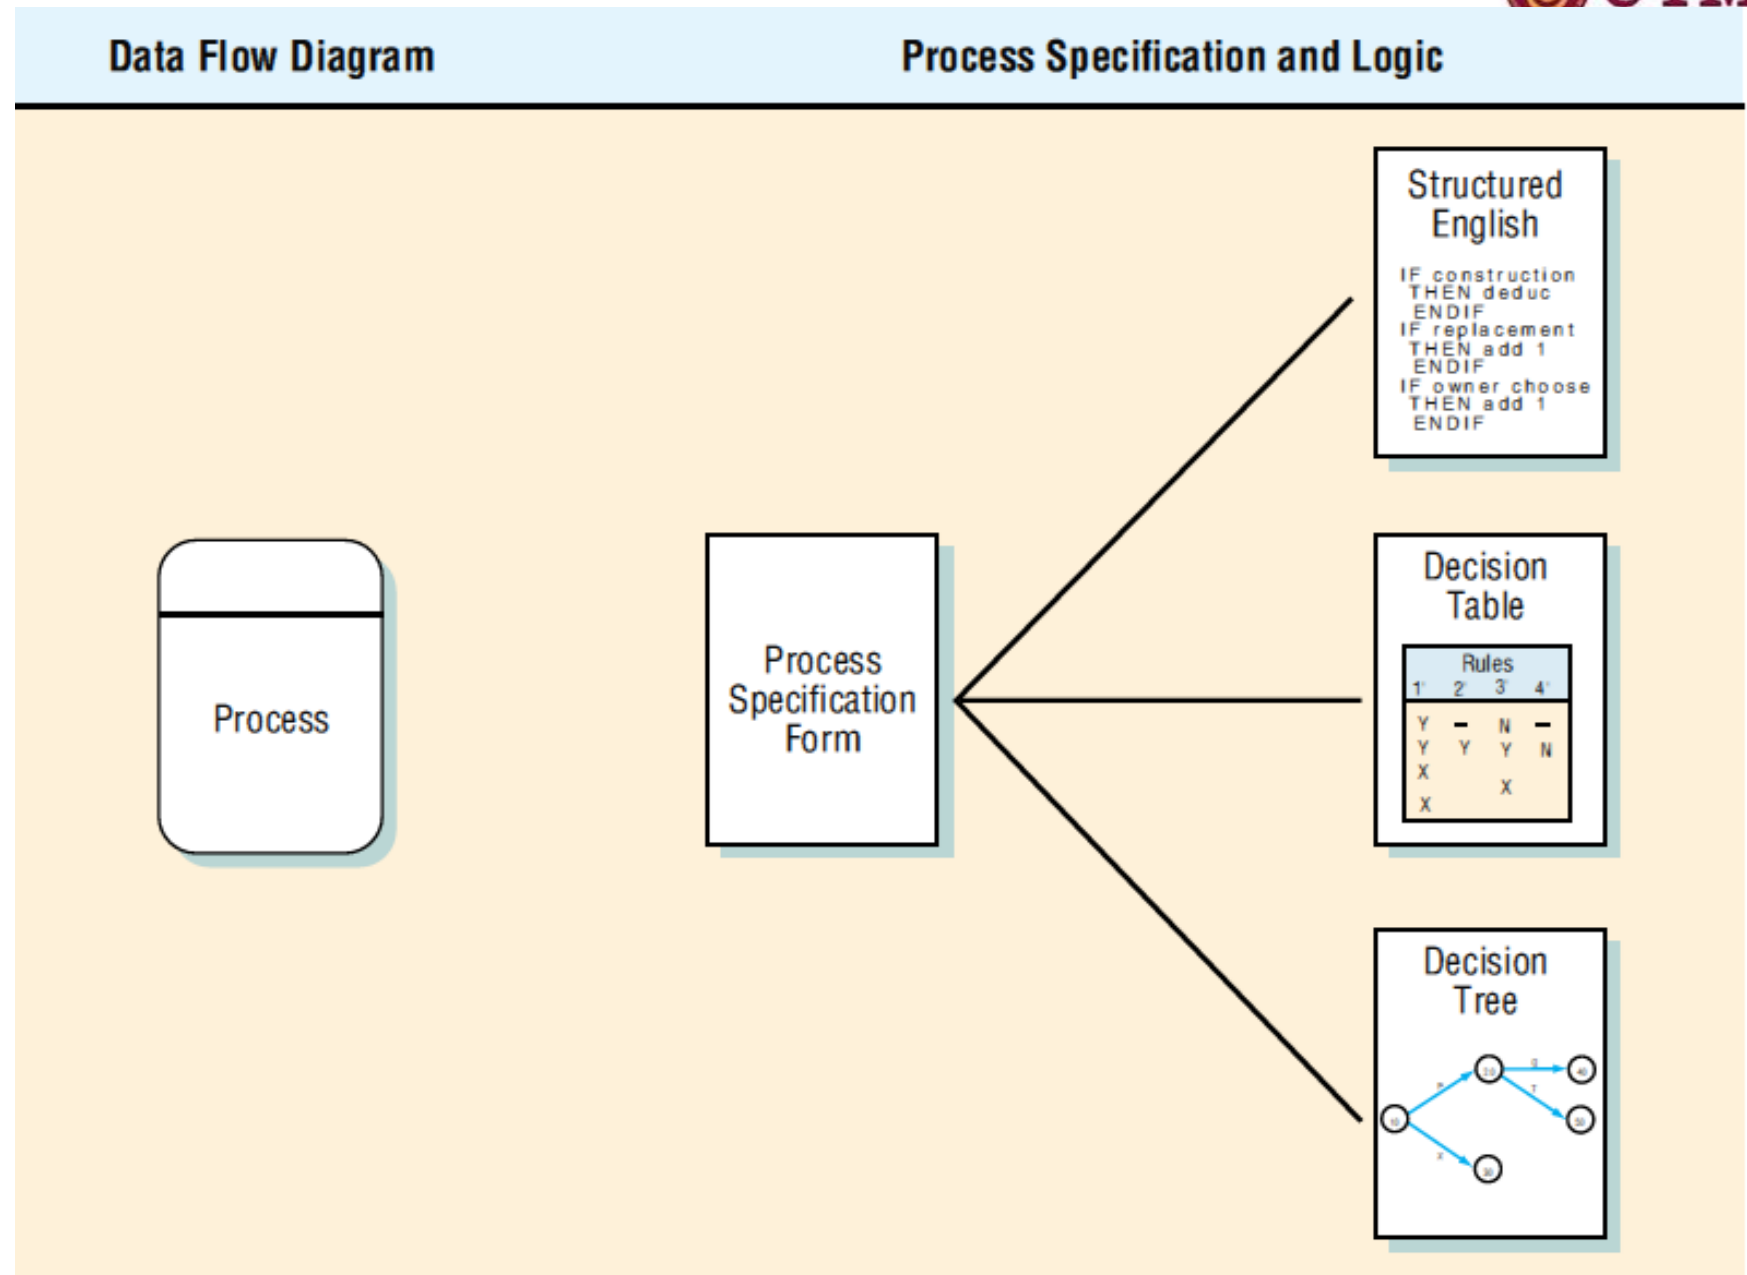 Data Flow Diagram
Process Specification and Logic
Process
Process
Specification
Form
Structured
English
IF construction
THEN deduc
ENDIF
IF replacement
THEN add 1
ENDIF
IF owner choose
THEN add 1
ENDIF
Decision
Table
Rules
1' 2' 3' 4'
Y – N –
Y Y Y N
X
X
X
Decision
Tree